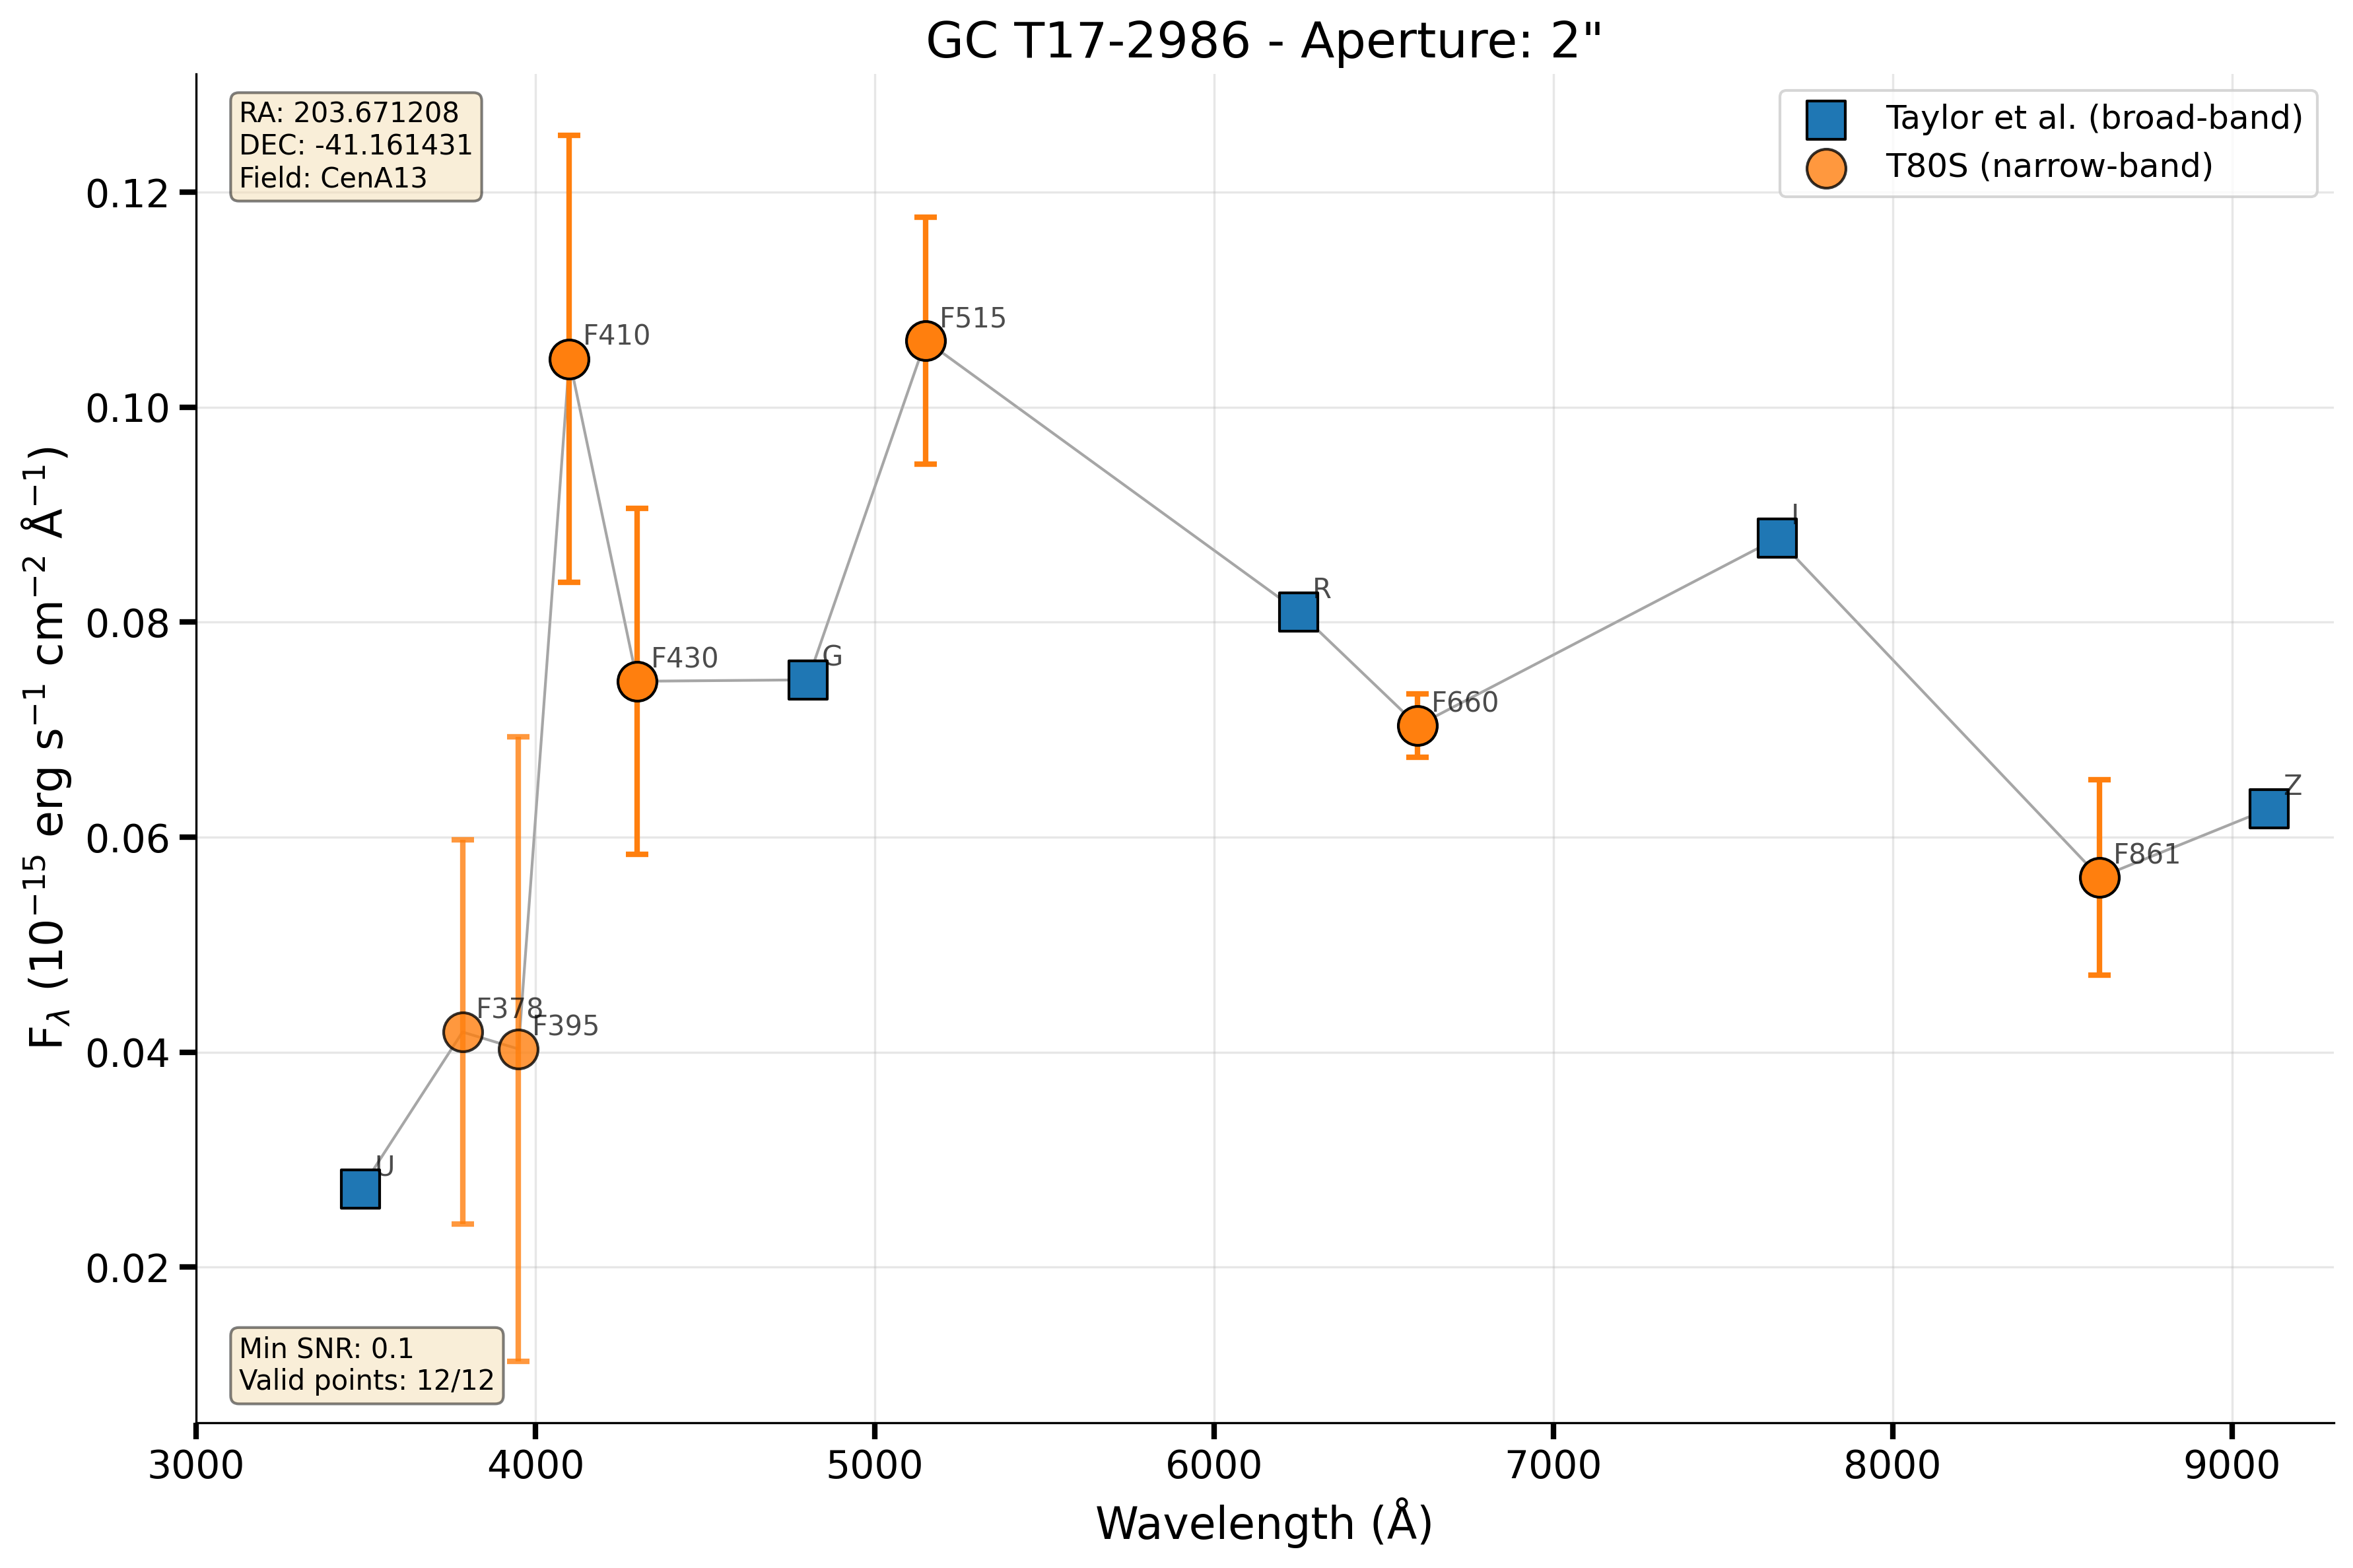 GC T17-2986 - Aperture: 2"
RA: 203.671208
DEC: -41.161431
Field: CenA13
Taylor et al. (broad-band)
T80S (narrow-band)
0.12
0.10
0.08
0.06
0.04
0.02
F410
F515
F430
G
R
F660
I
F861
Z
F378
F395
U
Min SNR: 0.1
Valid points: 12/12
3000
4000
5000
6000
7000
8000
9000
Wavelength (Å)
Fλ (10⁻¹⁵ erg s⁻¹ cm⁻² Å⁻¹)